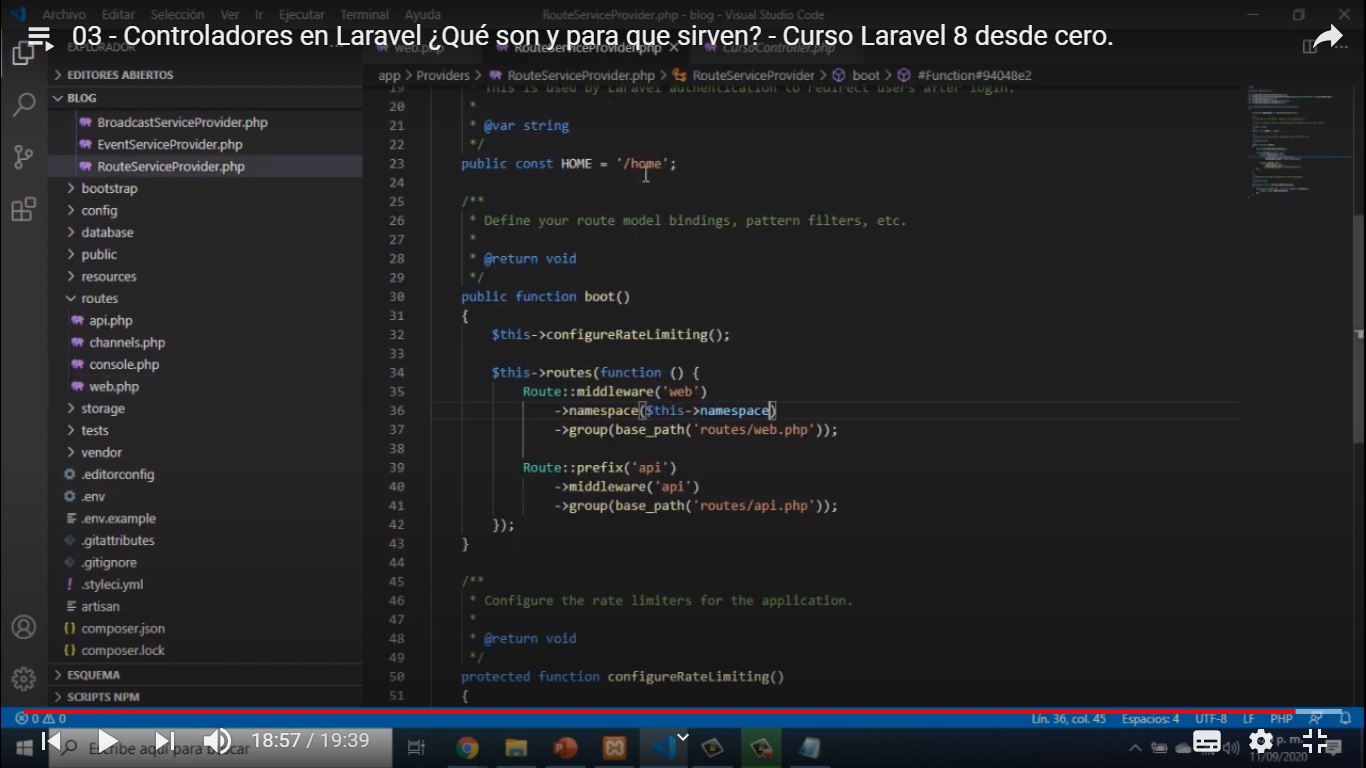 Archivo Editar Selección Ver Ir Ejecutar Terminal Ayuda RouteServiceProvider.php - blog - Visual Studio Code
03 - Controladores en Laravel ¿Qué son y para que sirven? - Curso Laravel 8 desde cero.
EXPLORADOR web.php RouteServiceProvider.php CursoController.php
EDITORES ABIERTOS
app > Providers > RouteServiceProvider.php > RouteServiceProvider > boot > #Function#94048e2
BLOG
BroadcastServiceProvider.php
EventServiceProvider.php
RouteServiceProvider.php
bootstrap
config
database
public
resources
routes
api.php
channels.php
console.php
web.php
storage
tests
vendor
.editorconfig
.env
.env.example
.gitattributes
.gitignore
.styleci.yml
artisan
composer.json
composer.lock
ESQUEMA
SCRIPTS NPM
19 * This is used by Laravel authentication to redirect users after login.
20 *
21 * @var string
22 */
23 public const HOME = '/home';
24
25 /**
26 * Define your route model bindings, pattern filters, etc.
27 *
28 * @return void
29 */
30 public function boot()
31 {
32 $this->configureRateLimiting();
33
34 $this->routes(function () {
35 Route::middleware('web')
36 ->namespace($this->namespace)
37 ->group(base_path('routes/web.php'));
38
39 Route::prefix('api')
40 ->middleware('api')
41 ->group(base_path('routes/api.php'));
42 });
43 }
44
45 /**
46 * Configure the rate limiters for the application.
47 *
48 * @return void
49 */
50 protected function configureRateLimiting()
51 {
0 0 Lín. 36, col. 45 Espacios: 4 UTF-8 LF PHP
Escribe aquí para buscar
18:57 / 19:39
p. m.
11/09/2020